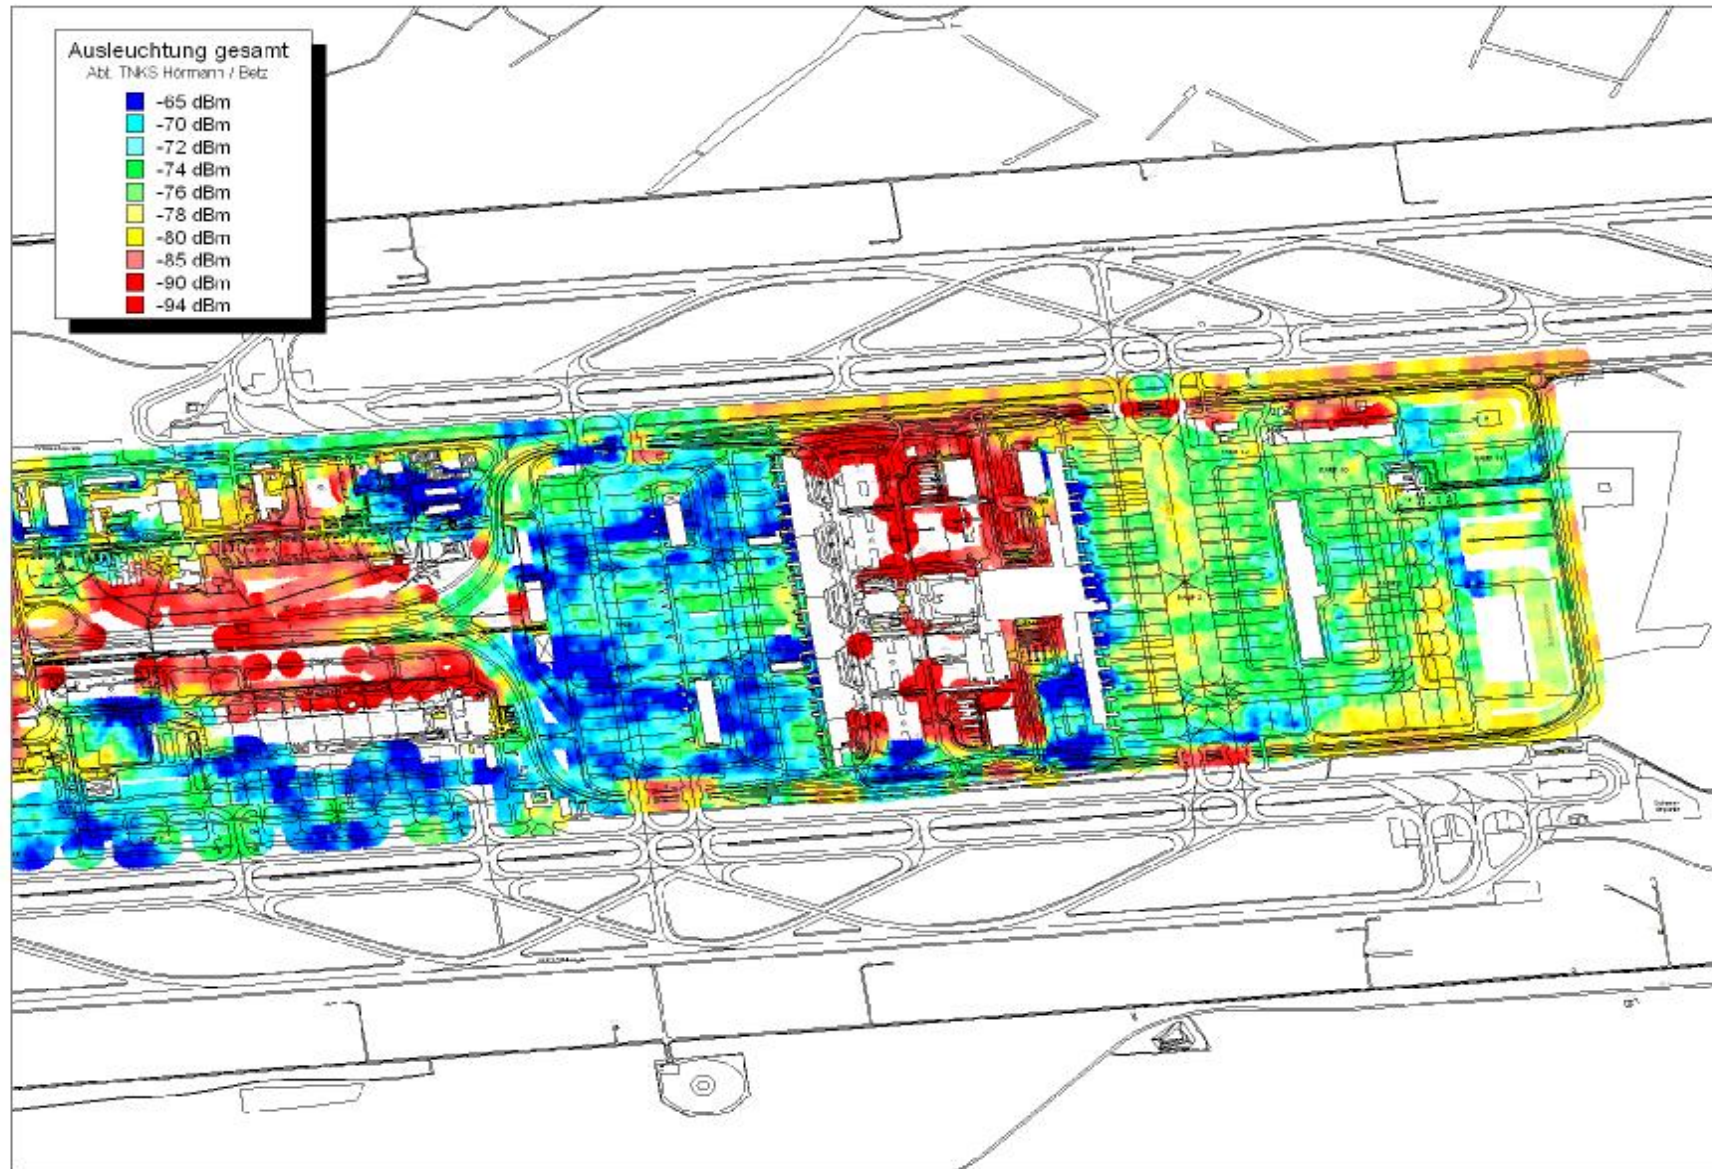 Ausleuchtung gesamt
Abt. TNKS Hörmann / Betz
-65 dBm
-70 dBm
-72 dBm
-74 dBm
-76 dBm
-78 dBm
-80 dBm
-85 dBm
-90 dBm
-94 dBm